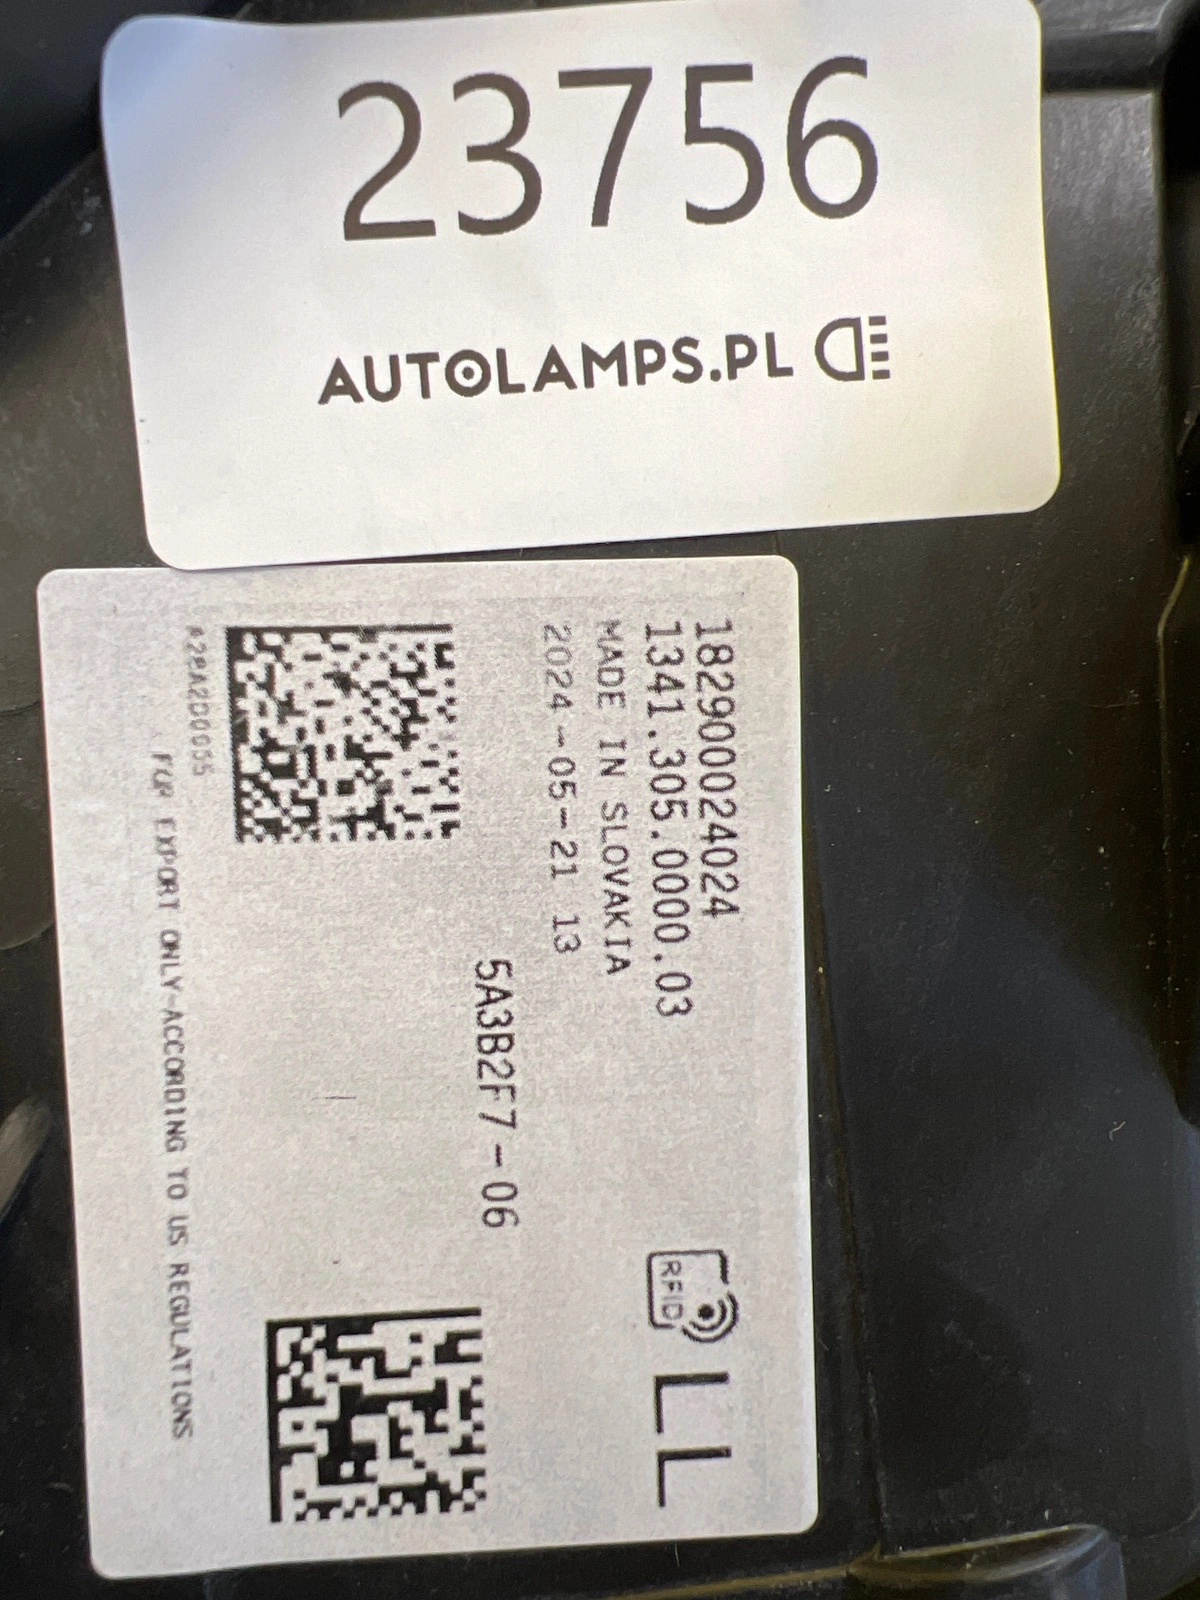 23756
AUTOLAMPS.PL
182900024024
1341.305.0000.03
MADE IN SLOVAKIA
2024-05-21 13
5A3B2F7-06
RFID
LL
FOR EXPORT ONLY-ACCORDING TO US REGULATIONS